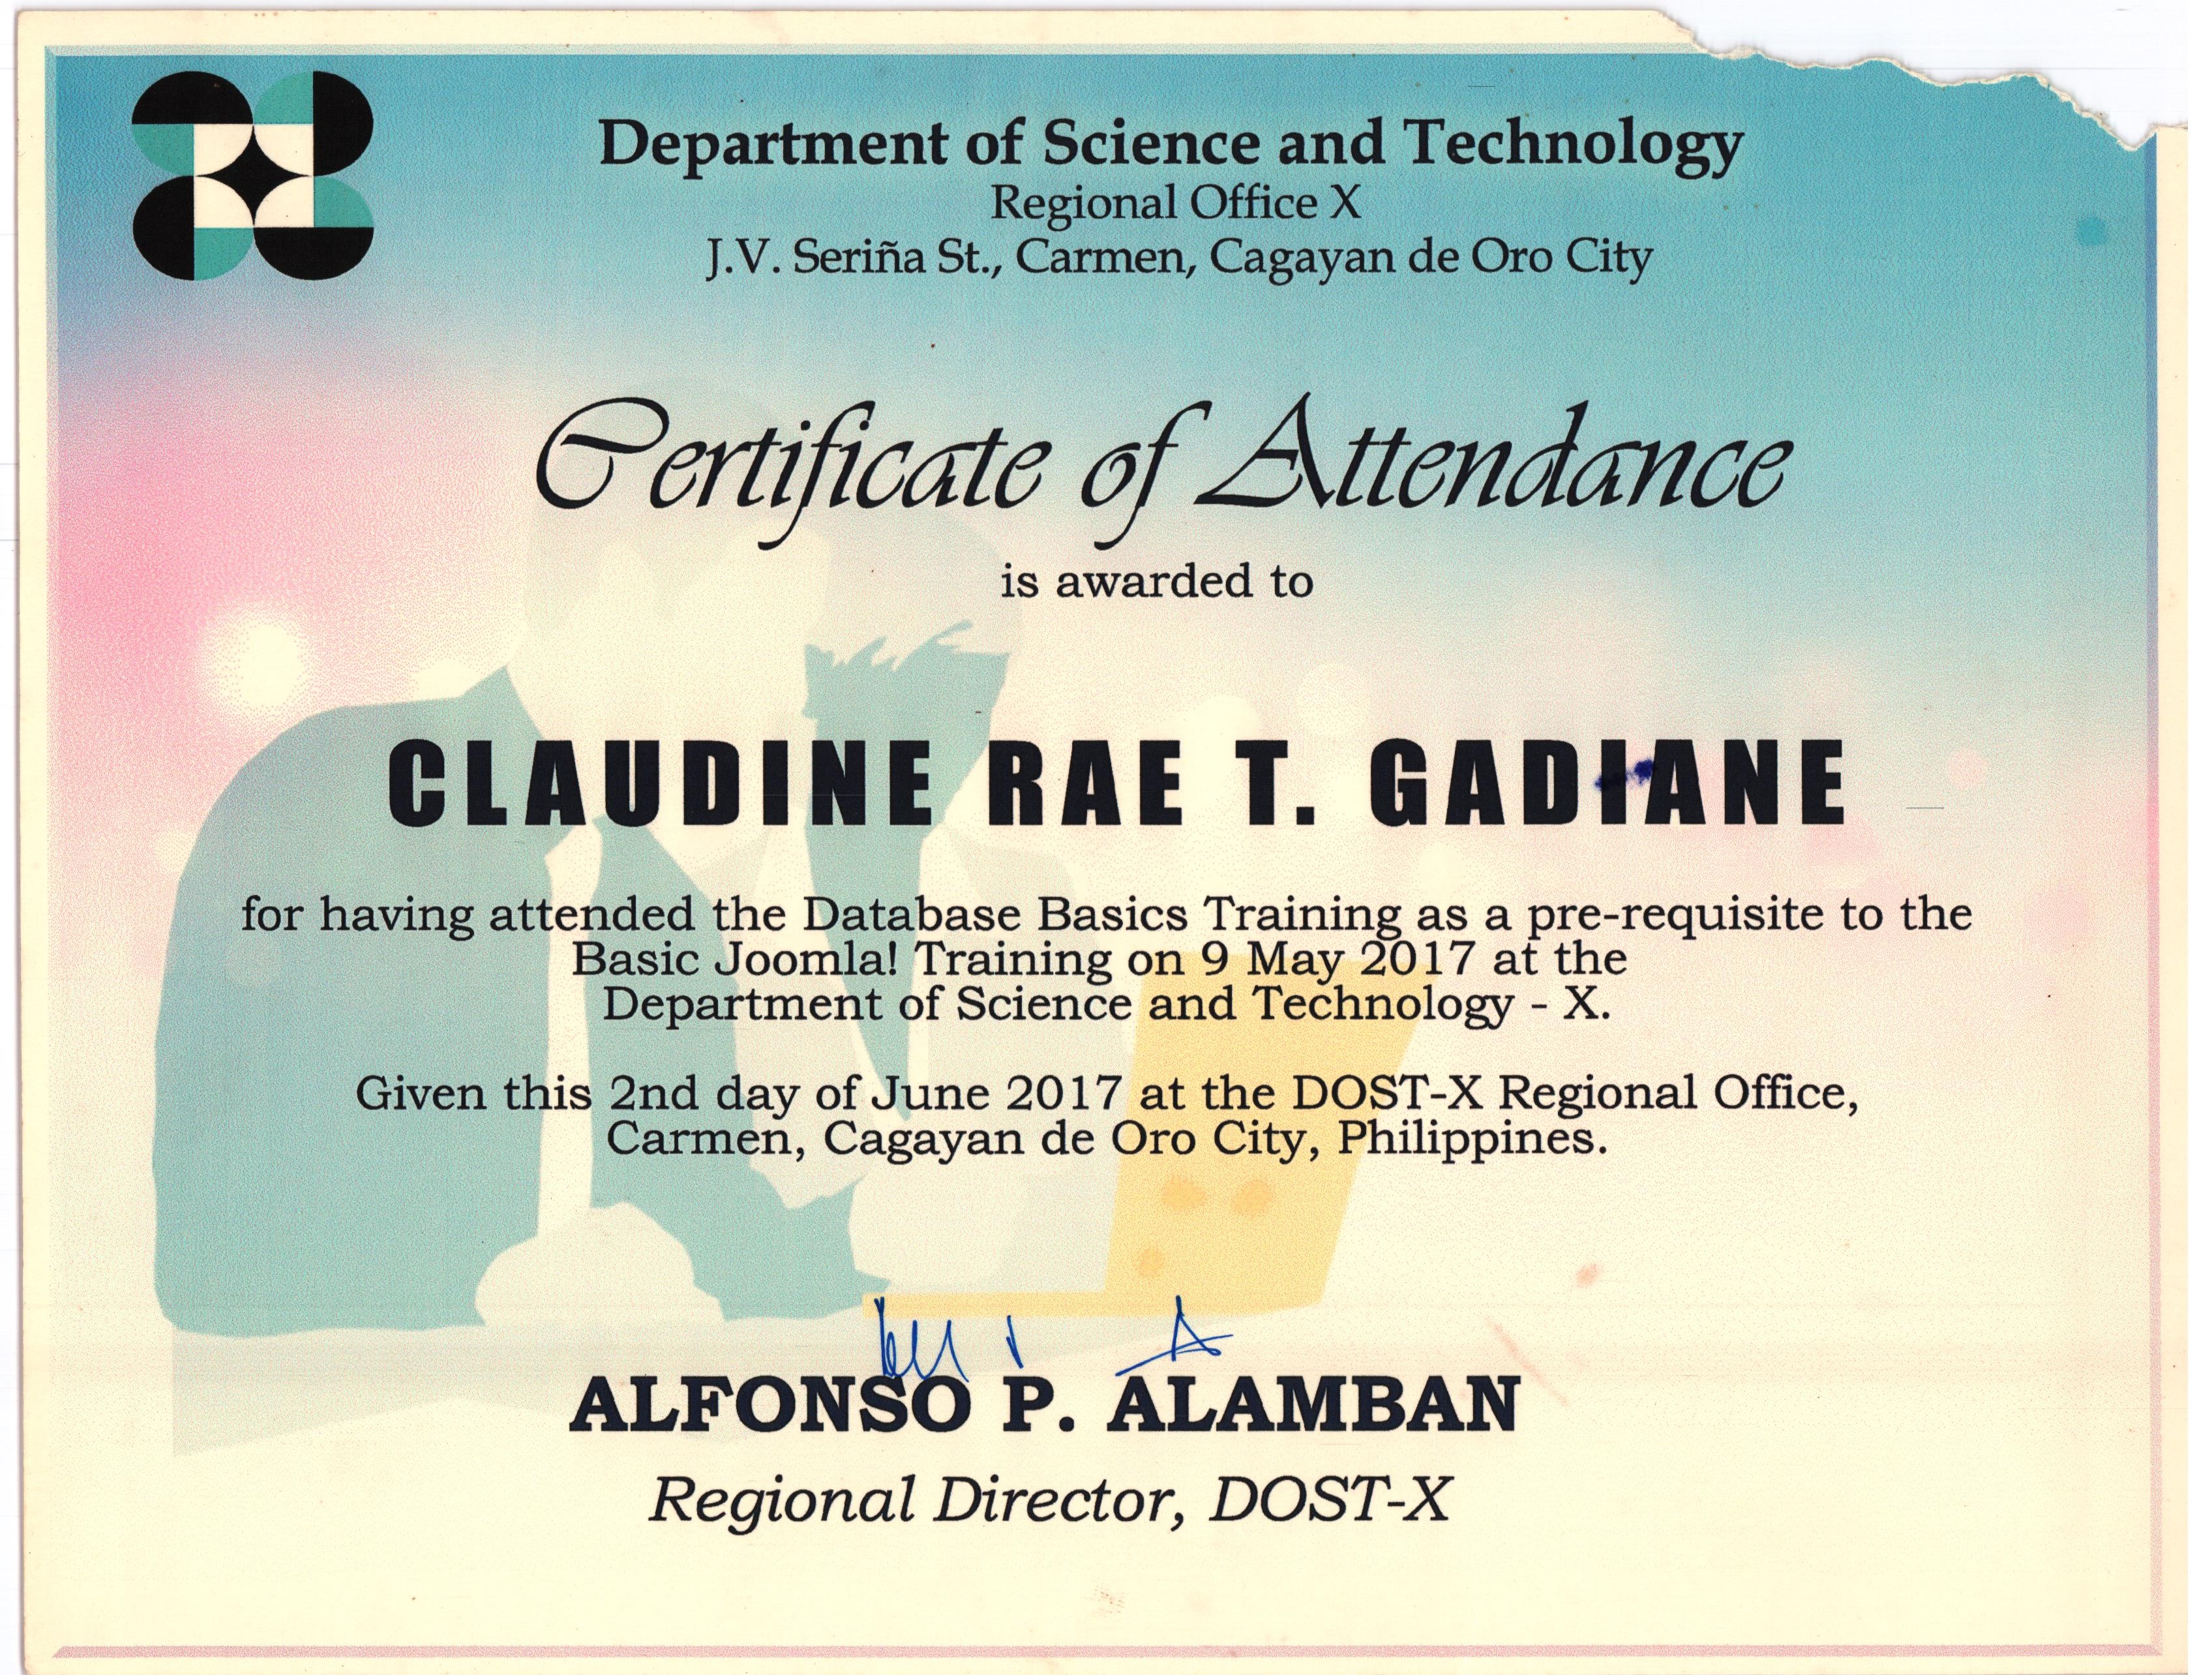 Department of Science and Technology
Regional Office X
J.V. Seriña St., Carmen, Cagayan de Oro City
Certificate of Attendance
is awarded to
CLAUDINE RAE T. GADIANE
for having attended the Database Basics Training as a pre-requisite to the
Basic Joomla! Training on 9 May 2017 at the
Department of Science and Technology - X.
Given this 2nd day of June 2017 at the DOST-X Regional Office,
Carmen, Cagayan de Oro City, Philippines.
ALFONSO P. ALAMBAN
Regional Director, DOST-X